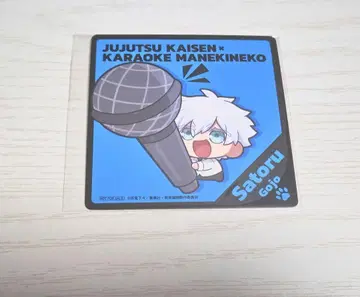 JUJUTSU KAISEN×
KARAOKE MANEKINEKO
Satoru
Gojo